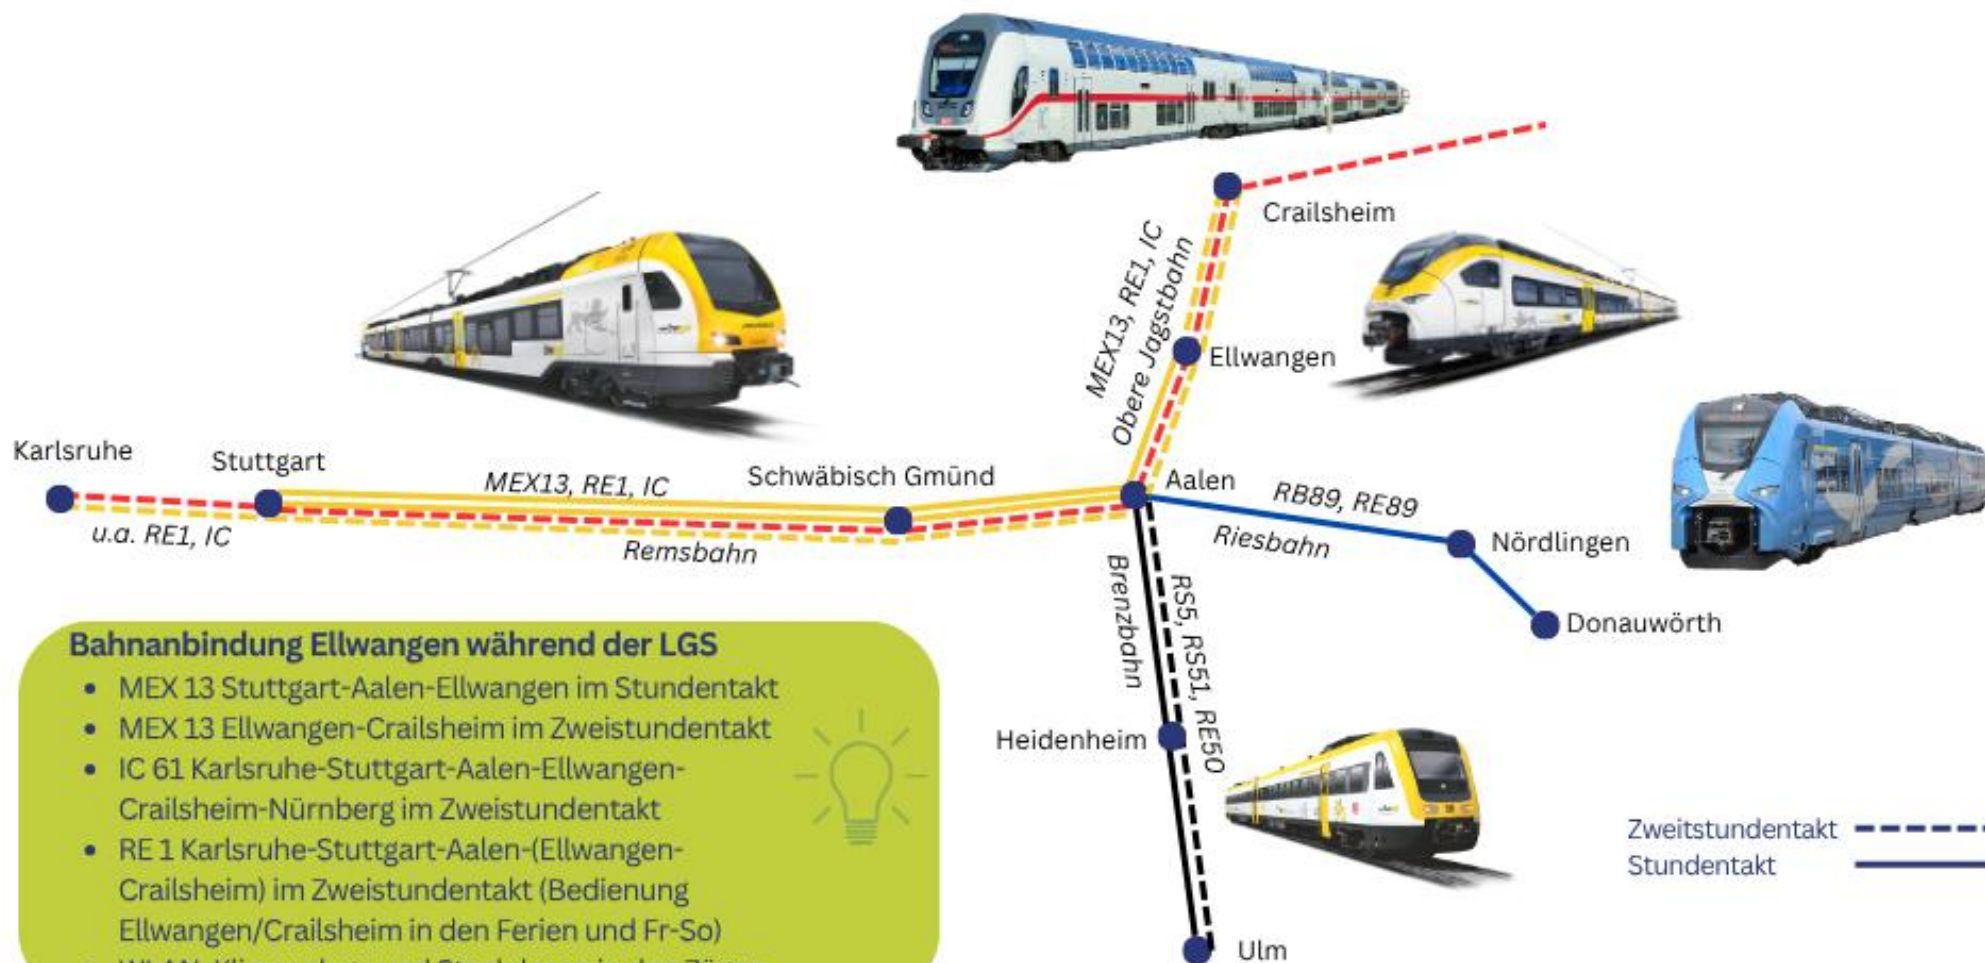 Crailsheim
MEX13, RE1, IC
Obere Jagstbahn
Ellwangen
Karlsruhe
Stuttgart
MEX13, RE1, IC
Schwäbisch Gmünd
Aalen
RB89, RE89
u.a. RE1, IC
Remsbahn
Riesbahn
Nördlingen
Brenzbahn
RS5, RS51, RE50
Donauwörth
Bahnanbindung Ellwangen während der LGS
• MEX 13 Stuttgart-Aalen-Ellwangen im Stundentakt
• MEX 13 Ellwangen-Crailsheim im Zweistundentakt
• IC 61 Karlsruhe-Stuttgart-Aalen-Ellwangen-
Crailsheim-Nürnberg im Zweistundentakt
• RE 1 Karlsruhe-Stuttgart-Aalen-(Ellwangen-
Crailsheim) im Zweistundentakt (Bedienung
Ellwangen/Crailsheim in den Ferien und Fr-So)
Heidenheim
Zweitstundentakt
Stundentakt
Ulm